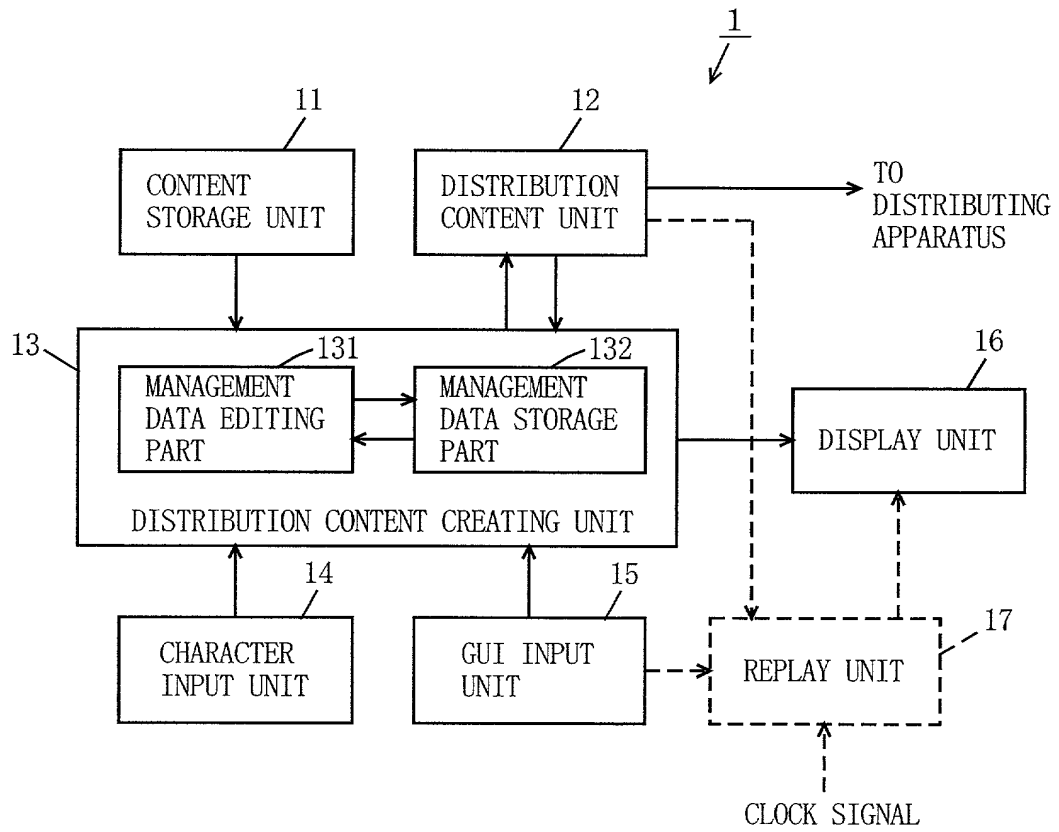 1
11
12
CONTENT
STORAGE UNIT
DISTRIBUTION
CONTENT UNIT
TO
DISTRIBUTING
APPARATUS
13
131
132
16
MANAGEMENT
DATA EDITING
PART
MANAGEMENT
DATA STORAGE
PART
DISPLAY UNIT
DISTRIBUTION CONTENT CREATING UNIT
14
15
17
CHARACTER
INPUT UNIT
GUI INPUT
UNIT
REPLAY UNIT
CLOCK SIGNAL